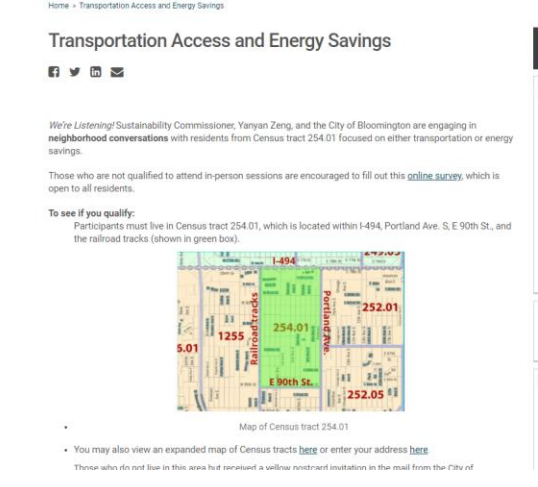 Home » Transportation Access and Energy Savings
Transportation Access and Energy Savings
We're Listening! Sustainability Commissioner, Yanyan Zeng, and the City of Bloomington are engaging in
neighborhood conversations with residents from Census tract 254.01 focused on either transportation or energy
savings.
Those who are not qualified to attend in-person sessions are encouraged to fill out this online survey, which is
open to all residents.
To see if you qualify:
Participants must live in Census tract 254.01, which is located within I-494, Portland Ave. S, E 90th St., and
the railroad tracks (shown in green box).
I-494
249.03
Railroad tracks
Portland Ave.
252.01
254.01
1255
5.01
E 90th St.
252.05
Map of Census tract 254.01
• You may also view an expanded map of Census tracts here or enter your address here.
Those who do not live in this area but received a yellow postcard invitation in the mail from the City of